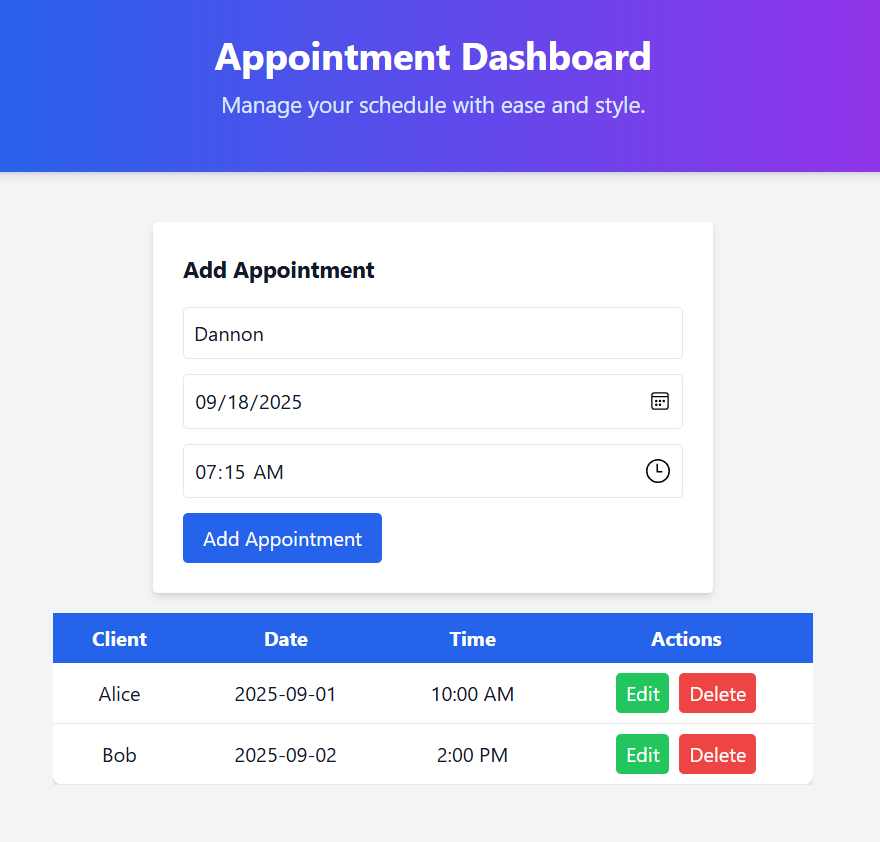 Appointment Dashboard
Manage your schedule with ease and style.
Add Appointment
Dannon
09/18/2025
07:15 AM
Add Appointment
Client Date Time Actions
Alice 2025-09-01 10:00 AM Edit Delete
Bob 2025-09-02 2:00 PM Edit Delete